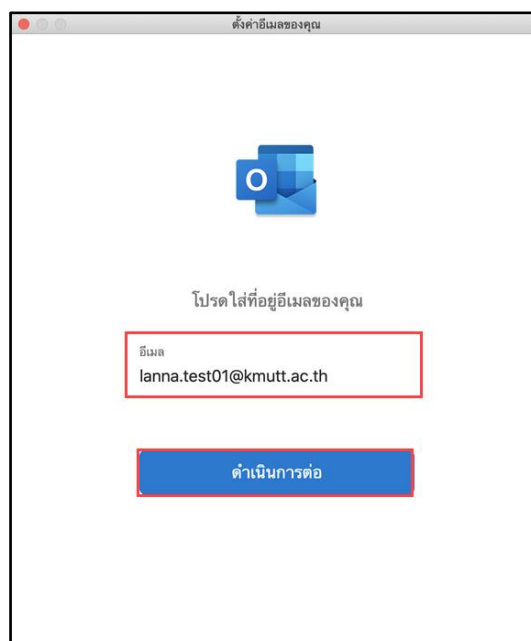 ตั้งค่าอีเมลของคุณ
O
โปรดใส่ที่อยู่อีเมลของคุณ
อีเมล
lanna.test01@kmutt.ac.th
ดำเนินการต่อ